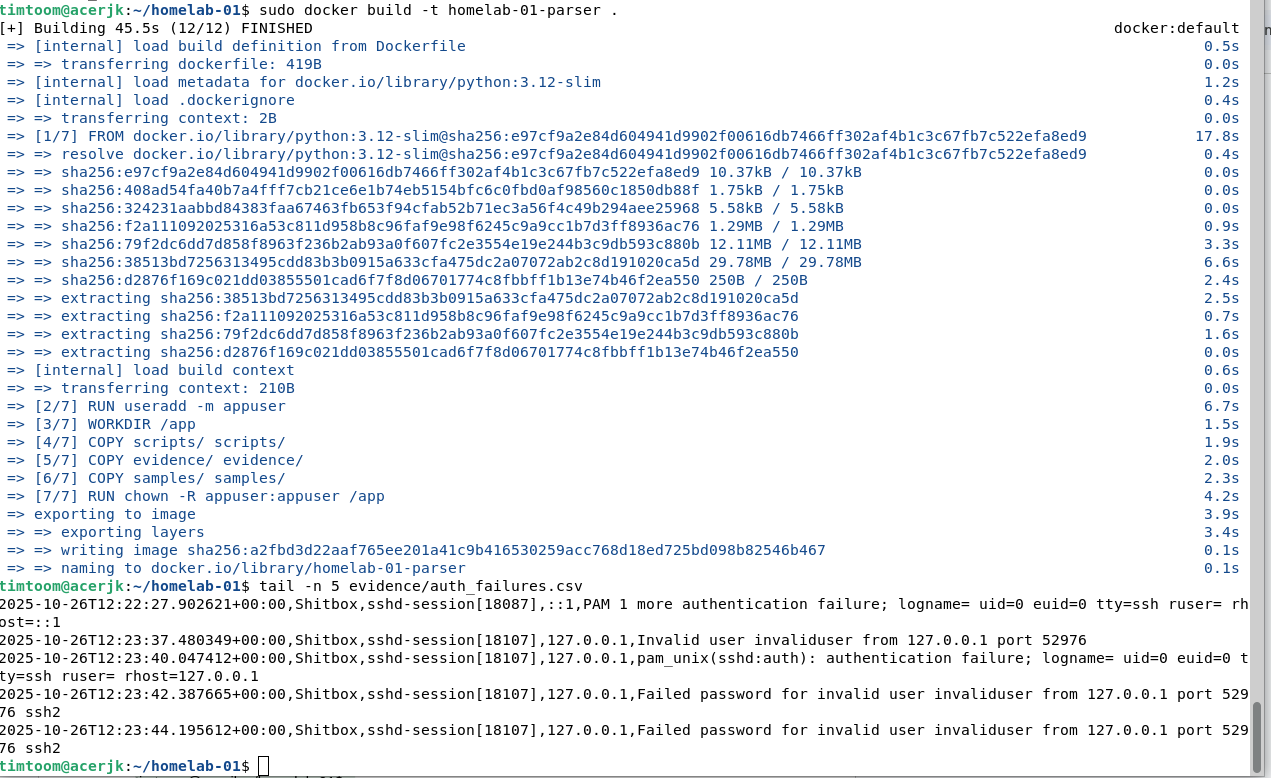 timtoom@acerjk:~/homelab-01$ sudo docker build -t homelab-01-parser .
[+] Building 45.5s (12/12) FINISHED docker:default
=> [internal] load build definition from Dockerfile 0.5s
=> => transferring dockerfile: 419B 0.0s
=> [internal] load metadata for docker.io/library/python:3.12-slim 1.2s
=> [internal] load .dockerignore 0.4s
=> => transferring context: 2B 0.0s
=> [1/7] FROM docker.io/library/python:3.12-slim@sha256:e97cf9a2e84d604941d9902f00616db7466ff302af4b1c3c67fb7c522efa8ed9 17.8s
=> => resolve docker.io/library/python:3.12-slim@sha256:e97cf9a2e84d604941d9902f00616db7466ff302af4b1c3c67fb7c522efa8ed9 0.4s
=> => sha256:e97cf9a2e84d604941d9902f00616db7466ff302af4b1c3c67fb7c522efa8ed9 10.37kB / 10.37kB 0.0s
=> => sha256:408ad54fa40b7a4fff7cb21ce6e1b74eb5154bfc6c0fbd0af98560c1850db88f 1.75kB / 1.75kB 0.0s
=> => sha256:324231aabbd84383faa67463fb653f94cfab52b71ec3a56f4c49b294aee25968 5.58kB / 5.58kB 0.0s
=> => sha256:f2a111092025316a53c811d958b8c96faf9e98f6245c9a9cc1b7d3ff8936ac76 1.29MB / 1.29MB 0.9s
=> => sha256:79f2dc6dd7d858f8963f236b2ab93a0f607fc2e3554e19e244b3c9db593c880b 12.11MB / 12.11MB 3.3s
=> => sha256:38513bd7256313495cdd83b3b0915a633cfa475dc2a07072ab2c8d191020ca5d 29.78MB / 29.78MB 6.6s
=> => sha256:d2876f169c021dd03855501cad6f7f8d06701774c8fbbff1b13e74b46f2ea550 250B / 250B 2.4s
=> => extracting sha256:38513bd7256313495cdd83b3b0915a633cfa475dc2a07072ab2c8d191020ca5d 2.5s
=> => extracting sha256:f2a111092025316a53c811d958b8c96faf9e98f6245c9a9cc1b7d3ff8936ac76 0.7s
=> => extracting sha256:79f2dc6dd7d858f8963f236b2ab93a0f607fc2e3554e19e244b3c9db593c880b 1.6s
=> => extracting sha256:d2876f169c021dd03855501cad6f7f8d06701774c8fbbff1b13e74b46f2ea550 0.0s
=> [internal] load build context 0.6s
=> => transferring context: 210B 0.0s
=> [2/7] RUN useradd -m appuser 6.7s
=> [3/7] WORKDIR /app 1.5s
=> [4/7] COPY scripts/ scripts/ 1.9s
=> [5/7] COPY evidence/ evidence/ 2.0s
=> [6/7] COPY samples/ samples/ 2.3s
=> [7/7] RUN chown -R appuser:appuser /app 4.2s
=> exporting to image 3.9s
=> => exporting layers 3.4s
=> => writing image sha256:a2fbd3d22aaf765ee201a41c9b416530259acc768d18ed725bd098b82546b467 0.1s
=> => naming to docker.io/library/homelab-01-parser 0.1s
timtoom@acerjk:~/homelab-01$ tail -n 5 evidence/auth_failures.csv
2025-10-26T12:22:27.902621+00:00,Shitbox,sshd-session[18087],::1,PAM 1 more authentication failure; logname= uid=0 euid=0 tty=ssh ruser= rh
ost=::1
2025-10-26T12:23:37.480349+00:00,Shitbox,sshd-session[18107],127.0.0.1,Invalid user invaliduser from 127.0.0.1 port 52976
2025-10-26T12:23:40.047412+00:00,Shitbox,sshd-session[18107],127.0.0.1,pam_unix(sshd:auth): authentication failure; logname= uid=0 euid=0 t
ty=ssh ruser= rhost=127.0.0.1
2025-10-26T12:23:42.387665+00:00,Shitbox,sshd-session[18107],127.0.0.1,Failed password for invalid user invaliduser from 127.0.0.1 port 529
76 ssh2
2025-10-26T12:23:44.195612+00:00,Shitbox,sshd-session[18107],127.0.0.1,Failed password for invalid user invaliduser from 127.0.0.1 port 529
76 ssh2
timtoom@acerjk:~/homelab-01$